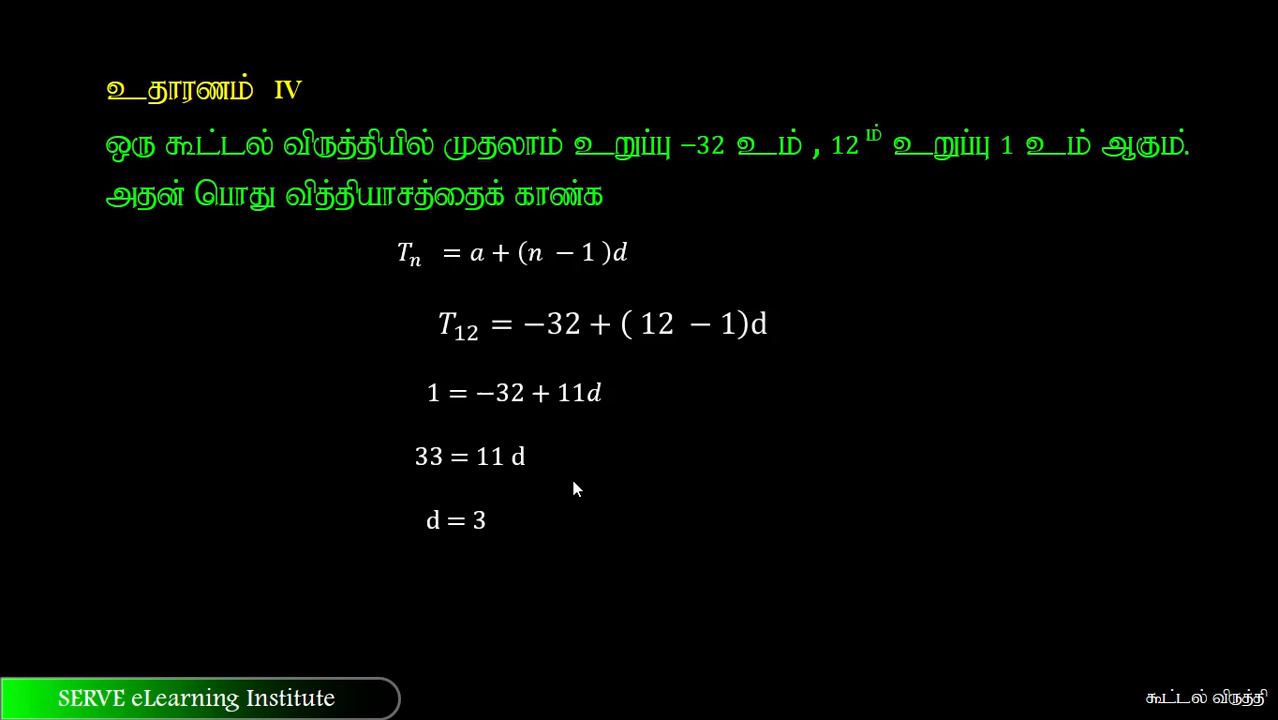 உதாரணம் IV
ஒரு கூட்டல் விருத்தியில் முதலாம் உறுப்பு −32 உம் , 12 ம் உறுப்பு 1 உம் ஆகும்.
அதன் பொது வித்தியாசத்தைக் காண்க
Tₙ = a + (n − 1 )d
T₁₂ = −32 + ( 12 − 1)d
1 = −32 + 11d
33 = 11 d
d = 3
SERVE eLearning Institute
கூட்டல் விருத்தி